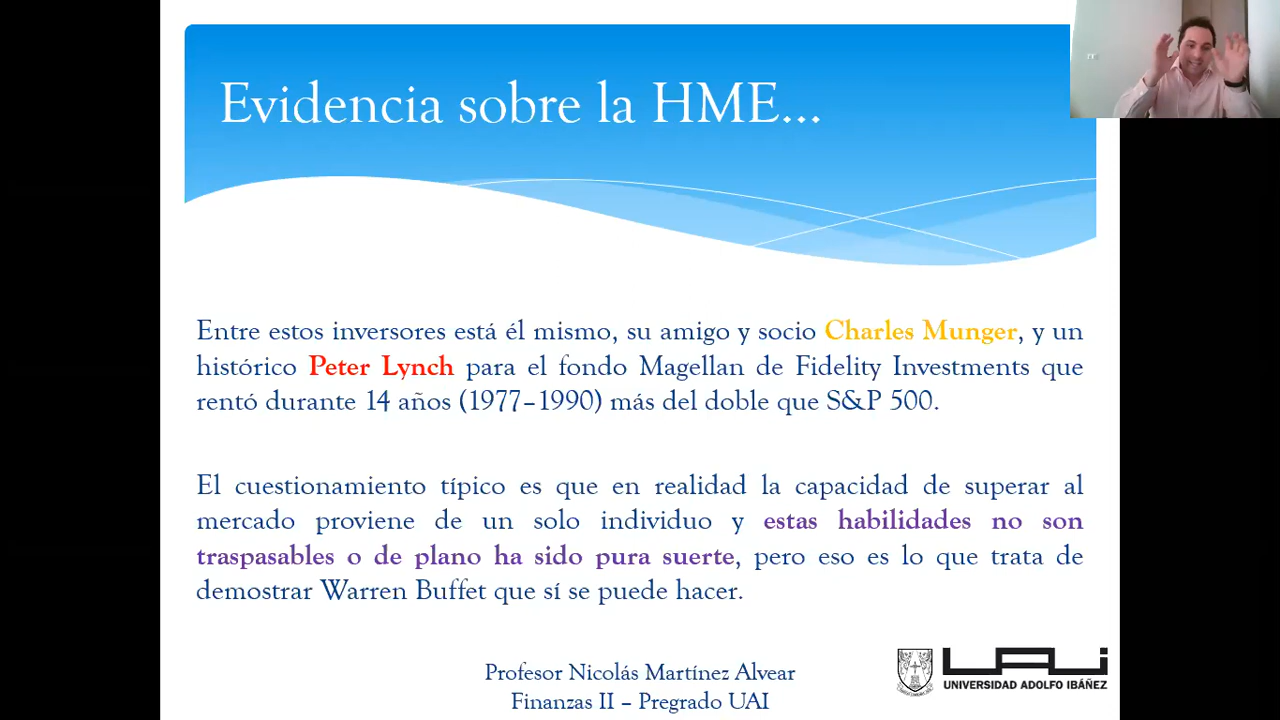 Evidencia sobre la HME...
Entre estos inversores está él mismo, su amigo y socio Charles Munger, y un
histórico Peter Lynch para el fondo Magellan de Fidelity Investments que
rentó durante 14 años (1977–1990) más del doble que S&P 500.
El cuestionamiento típico es que en realidad la capacidad de superar al
mercado proviene de un solo individuo y estas habilidades no son
traspasables o de plano ha sido pura suerte, pero eso es lo que trata de
demostrar Warren Buffet que sí se puede hacer.
Profesor Nicolás Martínez Alvear
Finanzas II – Pregrado UAI
UAI
UNIVERSIDAD ADOLFO IBÁÑEZ